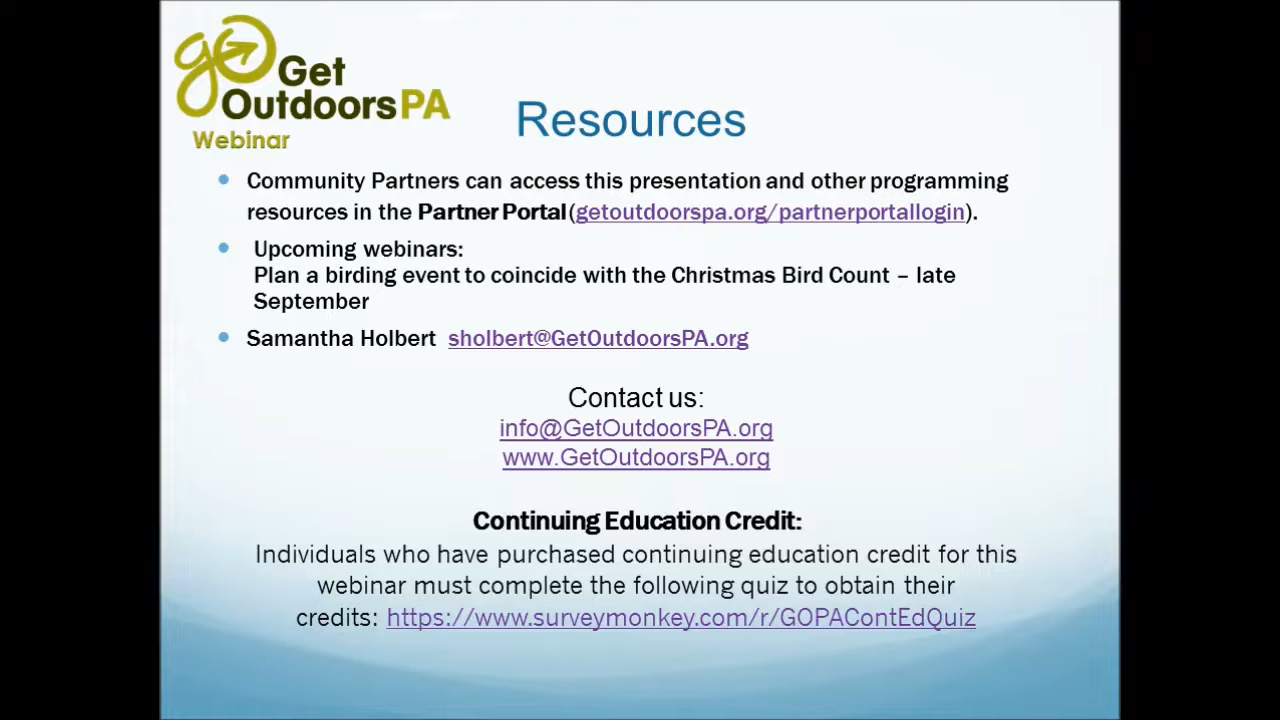 go Get
OutdoorsPA
Webinar
Resources
Community Partners can access this presentation and other programming
resources in the Partner Portal (getoutdoorspa.org/partnerportallogin).
Upcoming webinars:
Plan a birding event to coincide with the Christmas Bird Count – late
September
Samantha Holbert sholbert@GetOutdoorsPA.org
Contact us:
info@GetOutdoorsPA.org
www.GetOutdoorsPA.org
Continuing Education Credit:
Individuals who have purchased continuing education credit for this
webinar must complete the following quiz to obtain their
credits: https://www.surveymonkey.com/r/GOPAContEdQuiz